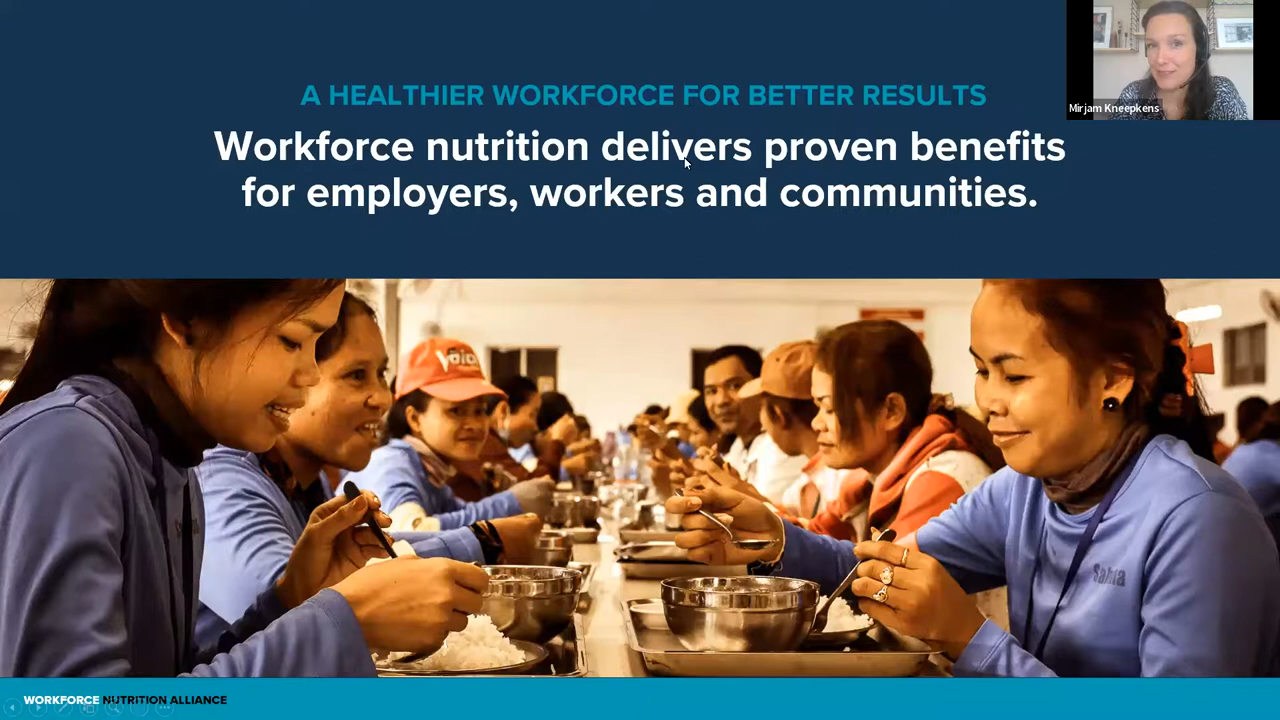 A HEALTHIER WORKFORCE FOR BETTER RESULTS
Workforce nutrition delivers proven benefits
for employers, workers and communities.
Mirjam Kneepkens
WORKFORCE NUTRITION ALLIANCE